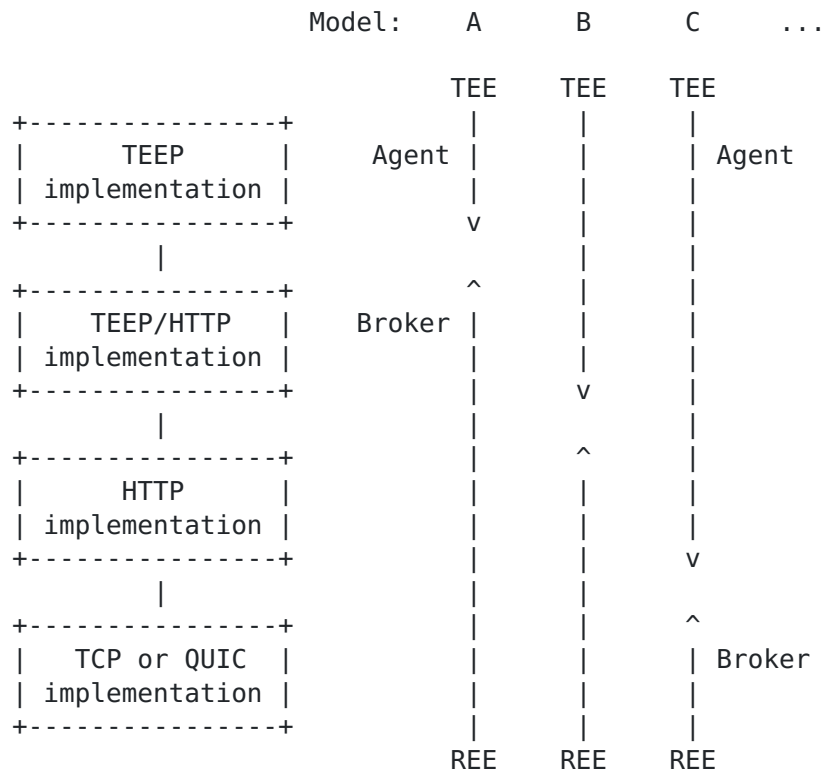 Model: A B C ...
TEE TEE TEE
+----------------+ | | |
| TEEP | Agent | | | Agent
| implementation | | | |
+----------------+ v | |
| | |
+----------------+ ^ | |
| TEEP/HTTP | Broker | | |
| implementation | | | |
+----------------+ | v |
| | |
+----------------+ | ^ |
| HTTP | | | |
| implementation | | | |
+----------------+ | | v
| | |
+----------------+ | | ^
| TCP or QUIC | | | | Broker
| implementation | | | |
+----------------+ | | |
REE REE REE